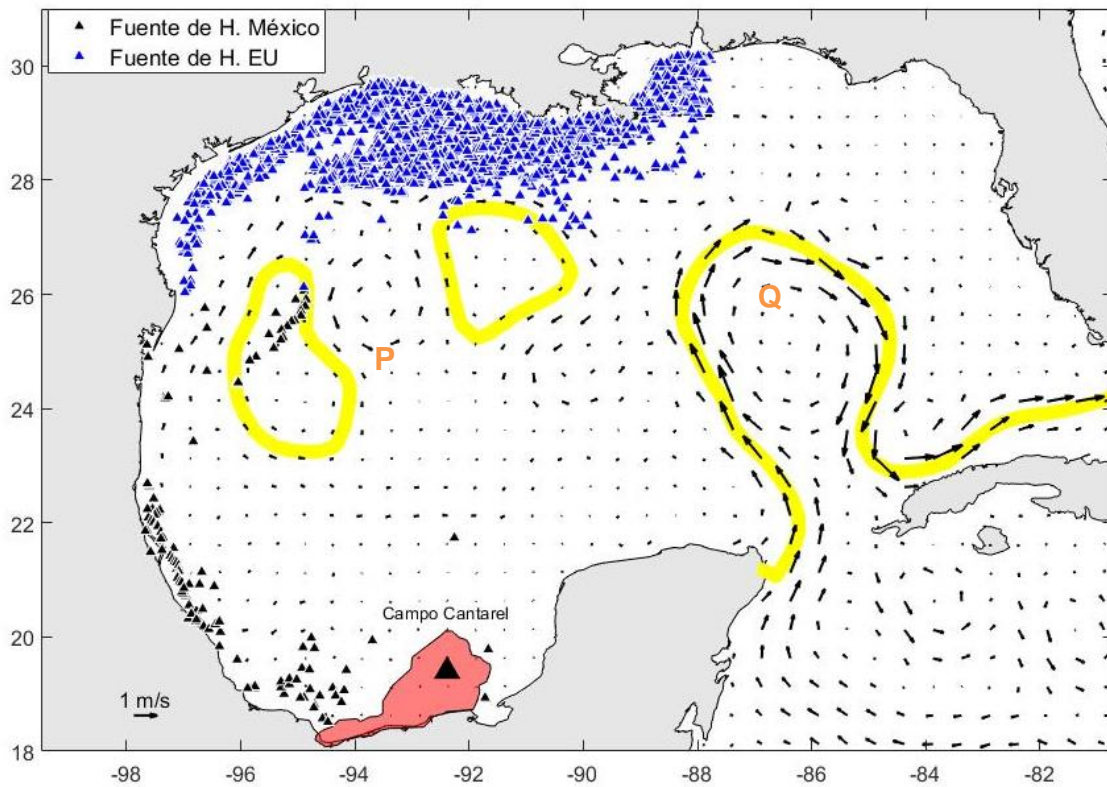 Fuente de H. México
Fuente de H. EU
30
28
26
24
22
20
18
Q
P
Campo Cantarel
1 m/s
-98
-96
-94
-92
-90
-88
-86
-84
-82